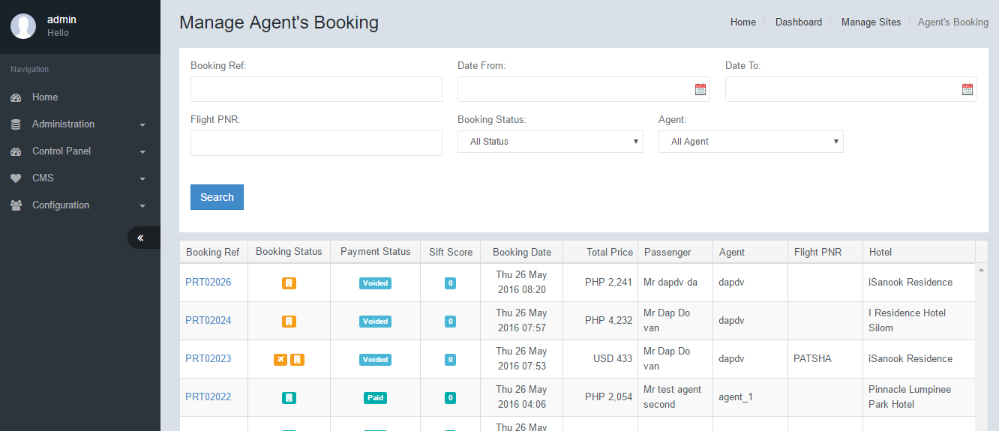 admin
Hello
Navigation
Home
Administration
Control Panel
CMS
Configuration
Manage Agent's Booking
Home / Dashboard / Manage Sites / Agent's Booking
Booking Ref: Date From: Date To:
Flight PNR: Booking Status: Agent:
All Status All Agent
Search
Booking Ref Booking Status Payment Status Sift Score Booking Date Total Price Passenger Agent Flight PNR Hotel
PRT02026 Voided 0 Thu 26 May 2016 08:20 PHP 2,241 Mr dapdv da dapdv iSanook Residence
PRT02024 Voided 0 Thu 26 May 2016 07:57 PHP 4,232 Mr Dap Do van dapdv I Residence Hotel Silom
PRT02023 Voided 0 Thu 26 May 2016 07:53 USD 433 Mr Dap Do van dapdv PATSHA iSanook Residence
PRT02022 Paid 0 Thu 26 May 2016 04:06 PHP 2,054 Mr test agent second agent_1 Pinnacle Lumpinee Park Hotel
Thu 26 May